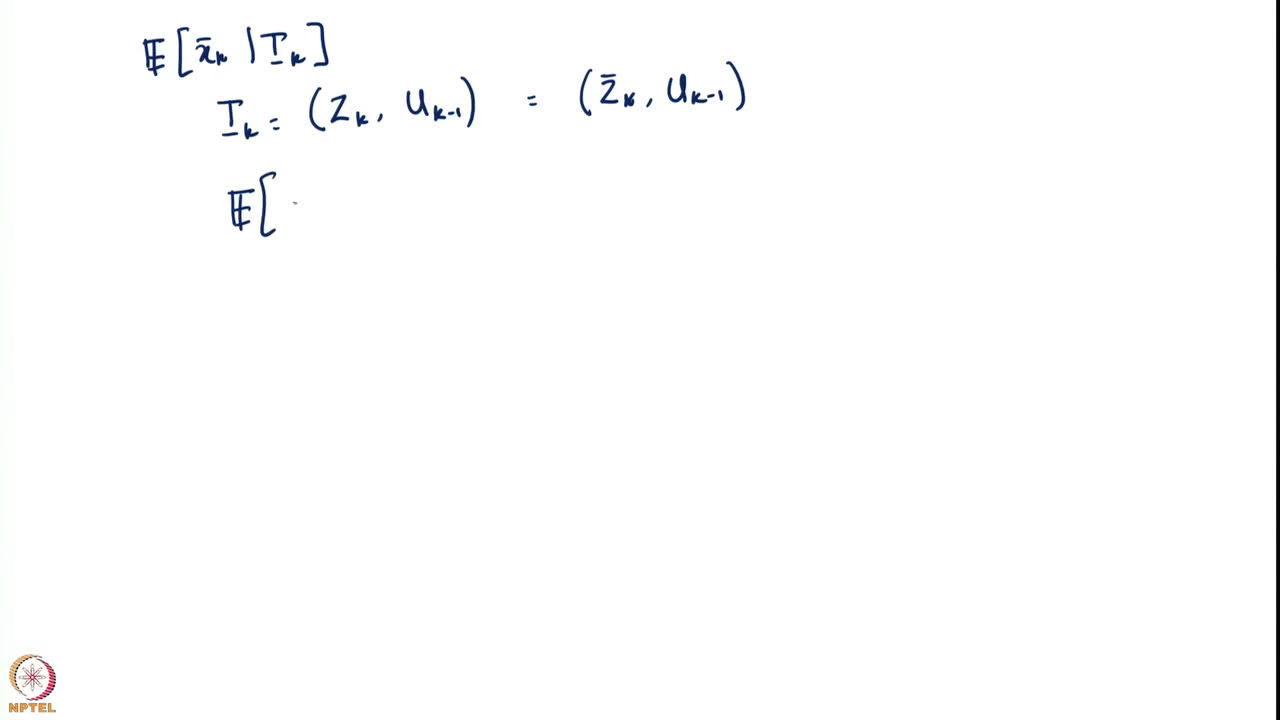 𝔼[x̄ₖ | Iₖ]
Iₖ = (Zₖ, Uₖ₋₁) = (Z̄ₖ, Uₖ₋₁)
𝔼[
NPTEL